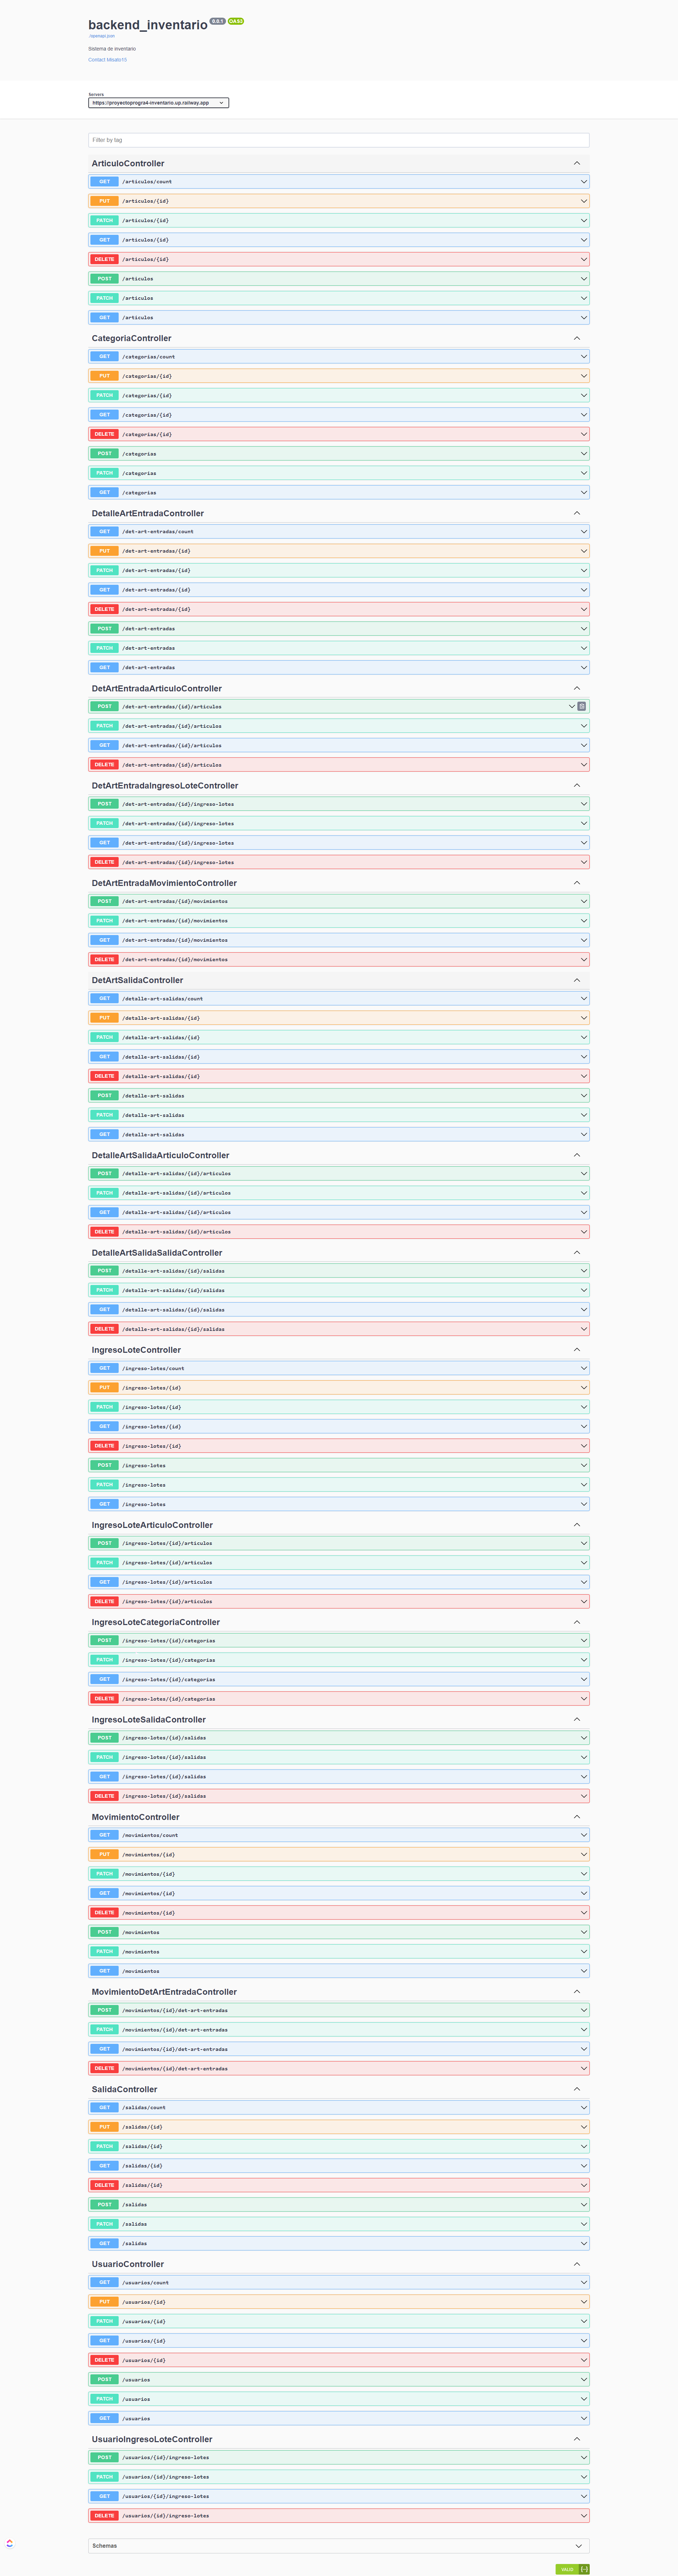 backend_inventario 0.0.1 OAS3
/openapi.json
Sistema de inventario
Contact Misalin15
Servers
https://proyectoprogra4-inventario.up.railway.app
Filter by tag
ArticuloController
GET /articulos/count
PUT /articulos/{id}
PATCH /articulos/{id}
GET /articulos/{id}
DELETE /articulos/{id}
POST /articulos
PATCH /articulos
GET /articulos
CategoriaController
GET /categorias/count
PUT /categorias/{id}
PATCH /categorias/{id}
GET /categorias/{id}
DELETE /categorias/{id}
POST /categorias
PATCH /categorias
GET /categorias
DetalleArtEntradaController
GET /det-art-entradas/count
PUT /det-art-entradas/{id}
PATCH /det-art-entradas/{id}
GET /det-art-entradas/{id}
DELETE /det-art-entradas/{id}
POST /det-art-entradas
PATCH /det-art-entradas
GET /det-art-entradas
DetArtEntradaArticuloController
POST /det-art-entradas/{id}/articulos
PATCH /det-art-entradas/{id}/articulos
GET /det-art-entradas/{id}/articulos
DELETE /det-art-entradas/{id}/articulos
DetArtEntradaIngresoLoteController
POST /det-art-entradas/{id}/ingreso-lotes
PATCH /det-art-entradas/{id}/ingreso-lotes
GET /det-art-entradas/{id}/ingreso-lotes
DELETE /det-art-entradas/{id}/ingreso-lotes
DetArtEntradaMovimientoController
POST /det-art-entradas/{id}/movimientos
PATCH /det-art-entradas/{id}/movimientos
GET /det-art-entradas/{id}/movimientos
DELETE /det-art-entradas/{id}/movimientos
DetArtSalidaController
GET /detalle-art-salidas/count
PUT /detalle-art-salidas/{id}
PATCH /detalle-art-salidas/{id}
GET /detalle-art-salidas/{id}
DELETE /detalle-art-salidas/{id}
POST /detalle-art-salidas
PATCH /detalle-art-salidas
GET /detalle-art-salidas
DetalleArtSalidaArticuloController
POST /detalle-art-salidas/{id}/articulos
PATCH /detalle-art-salidas/{id}/articulos
GET /detalle-art-salidas/{id}/articulos
DELETE /detalle-art-salidas/{id}/articulos
DetalleArtSalidaSalidaController
POST /detalle-art-salidas/{id}/salidas
PATCH /detalle-art-salidas/{id}/salidas
GET /detalle-art-salidas/{id}/salidas
DELETE /detalle-art-salidas/{id}/salidas
IngresoLoteController
GET /ingreso-lotes/count
PUT /ingreso-lotes/{id}
PATCH /ingreso-lotes/{id}
GET /ingreso-lotes/{id}
DELETE /ingreso-lotes/{id}
POST /ingreso-lotes
PATCH /ingreso-lotes
GET /ingreso-lotes
IngresoLoteArticuloController
POST /ingreso-lotes/{id}/articulos
PATCH /ingreso-lotes/{id}/articulos
GET /ingreso-lotes/{id}/articulos
DELETE /ingreso-lotes/{id}/articulos
IngresoLoteCategoriaController
POST /ingreso-lotes/{id}/categorias
PATCH /ingreso-lotes/{id}/categorias
GET /ingreso-lotes/{id}/categorias
DELETE /ingreso-lotes/{id}/categorias
IngresoLoteSalidaController
POST /ingreso-lotes/{id}/salidas
PATCH /ingreso-lotes/{id}/salidas
GET /ingreso-lotes/{id}/salidas
DELETE /ingreso-lotes/{id}/salidas
MovimientoController
GET /movimientos/count
PUT /movimientos/{id}
PATCH /movimientos/{id}
GET /movimientos/{id}
DELETE /movimientos/{id}
POST /movimientos
PATCH /movimientos
GET /movimientos
MovimientoDetArtEntradaController
POST /movimientos/{id}/det-art-entradas
PATCH /movimientos/{id}/det-art-entradas
GET /movimientos/{id}/det-art-entradas
DELETE /movimientos/{id}/det-art-entradas
SalidaController
GET /salidas/count
PUT /salidas/{id}
PATCH /salidas/{id}
GET /salidas/{id}
DELETE /salidas/{id}
POST /salidas
PATCH /salidas
GET /salidas
UsuarioController
GET /usuarios/count
PUT /usuarios/{id}
PATCH /usuarios/{id}
GET /usuarios/{id}
DELETE /usuarios/{id}
POST /usuarios
PATCH /usuarios
GET /usuarios
UsuarioIngresoLoteController
POST /usuarios/{id}/ingreso-lotes
PATCH /usuarios/{id}/ingreso-lotes
GET /usuarios/{id}/ingreso-lotes
DELETE /usuarios/{id}/ingreso-lotes
Schemas
VALID {-}